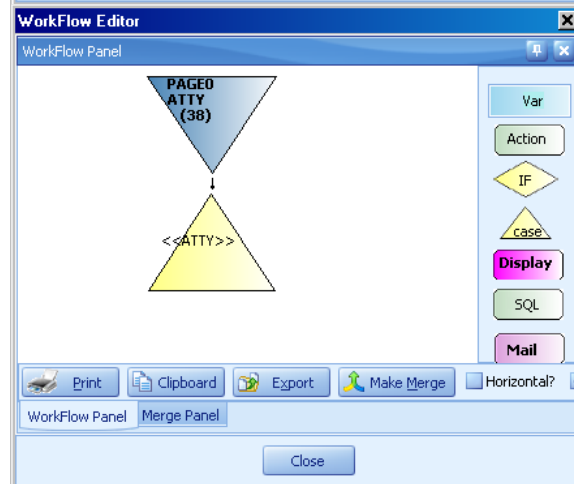 WorkFlow Editor
WorkFlow Panel
PAGE0
ATTY
(38)
<<ATTY>>
Var
Action
IF
case
Display
SQL
Mail
Print
Clipboard
Export
Make Merge
Horizontal?
WorkFlow Panel
Merge Panel
Close